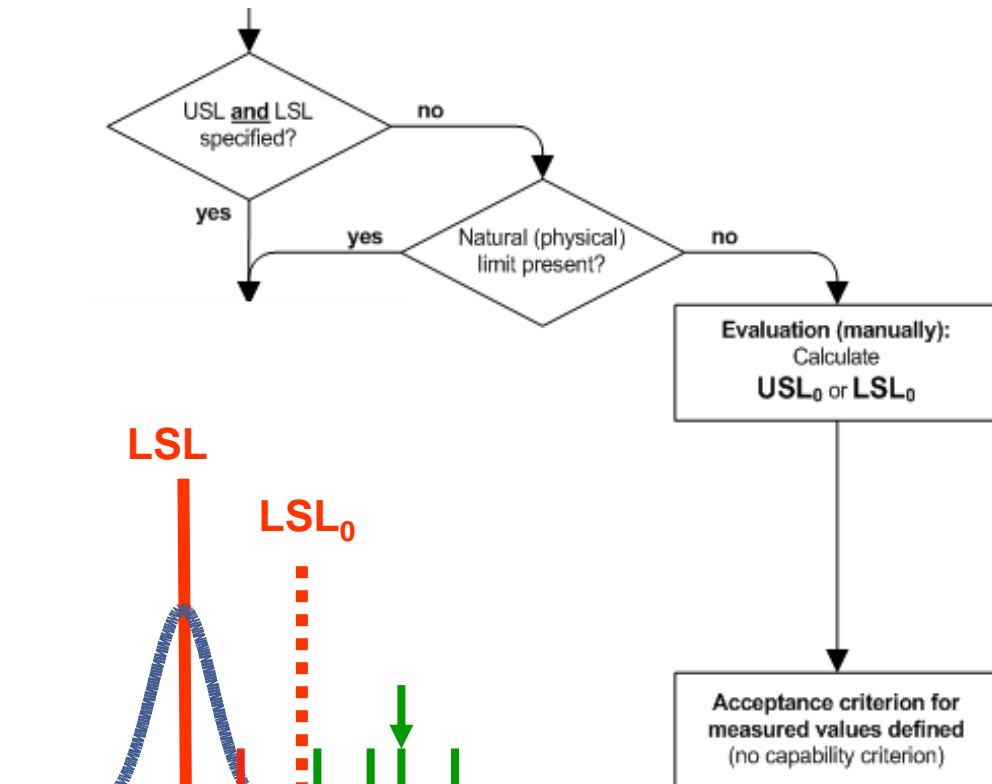 USL and LSL
specified?
no
yes
Natural (physical)
limit present?
yes
no
Evaluation (manually):
Calculate
USL₀ or LSL₀
LSL
LSL₀
Acceptance criterion for
measured values defined
(no capability criterion)